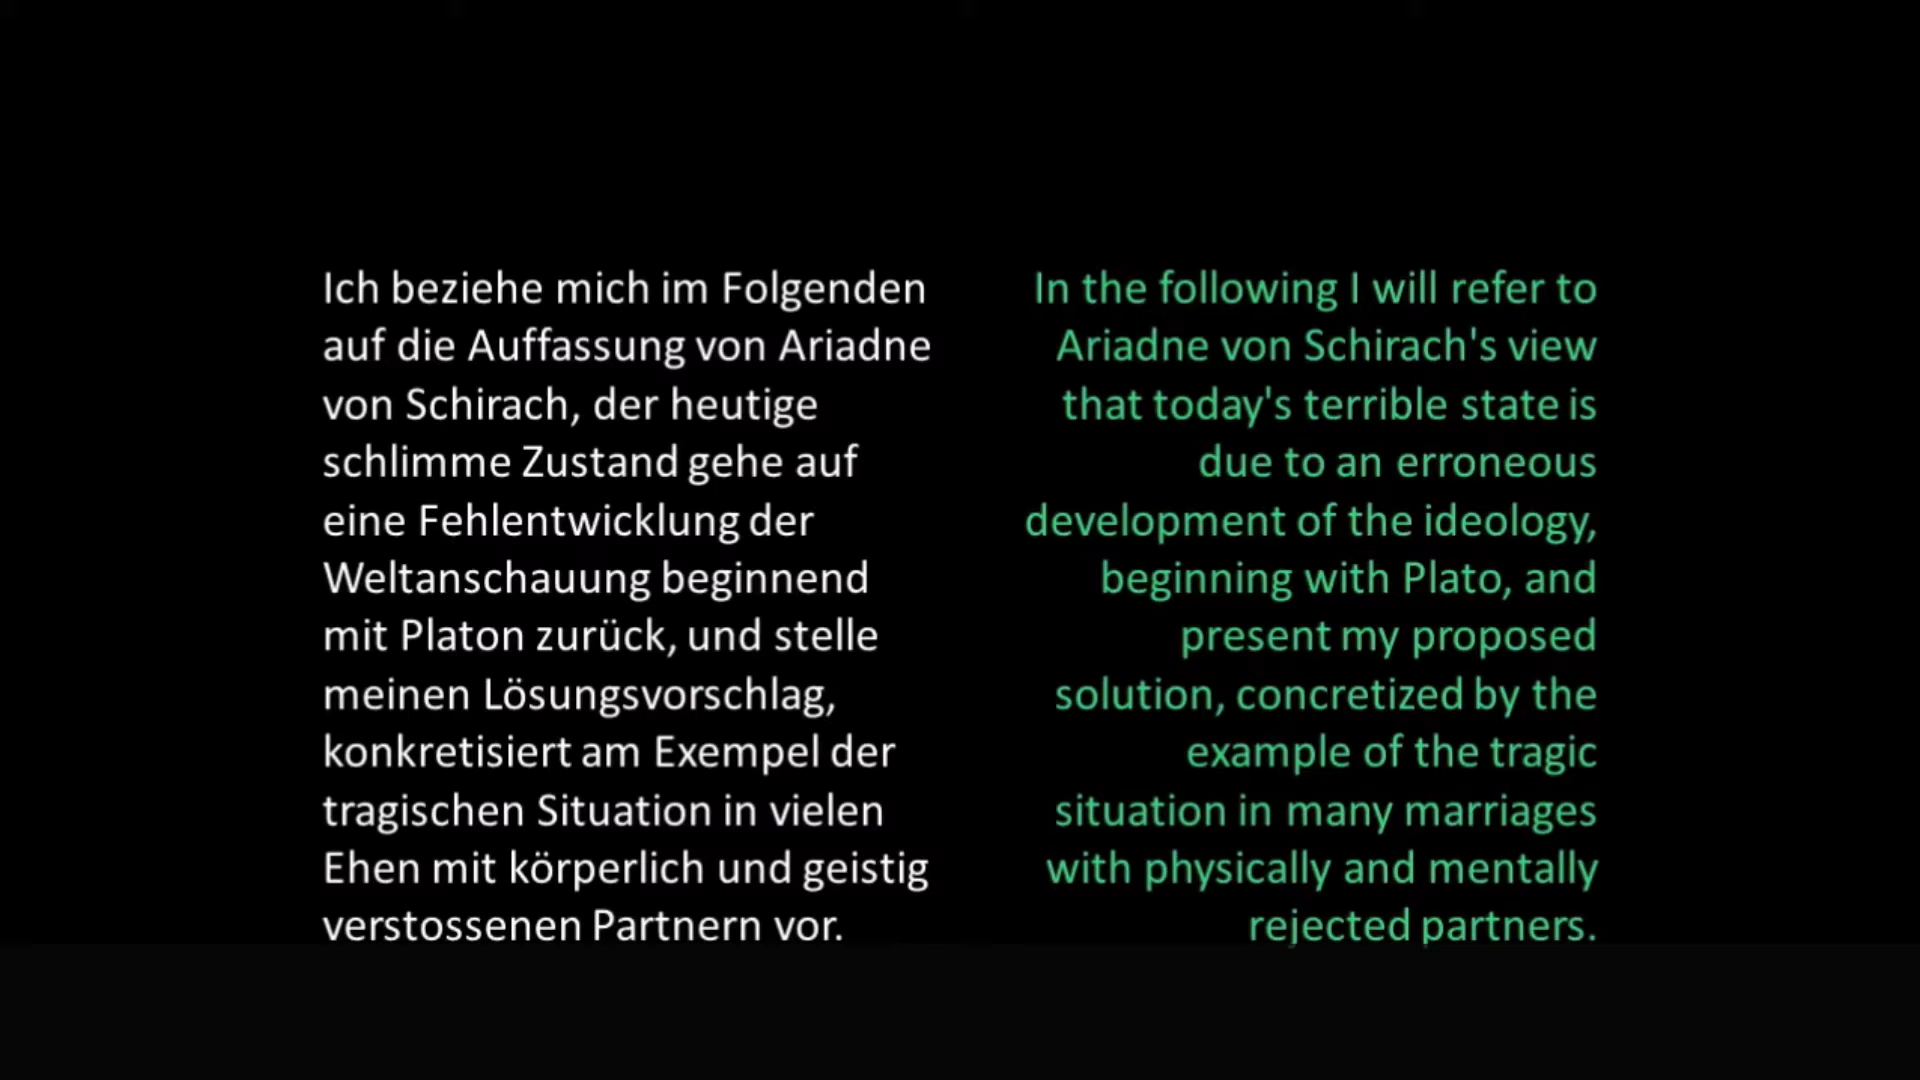 Ich beziehe mich im Folgenden
auf die Auffassung von Ariadne
von Schirach, der heutige
schlimme Zustand gehe auf
eine Fehlentwicklung der
Weltanschauung beginnend
mit Platon zurück, und stelle
meinen Lösungsvorschlag,
konkretisiert am Exempel der
tragischen Situation in vielen
Ehen mit körperlich und geistig
verstossenen Partnern vor.
In the following I will refer to
Ariadne von Schirach's view
that today's terrible state is
due to an erroneous
development of the ideology,
beginning with Plato, and
present my proposed
solution, concretized by the
example of the tragic
situation in many marriages
with physically and mentally
rejected partners.